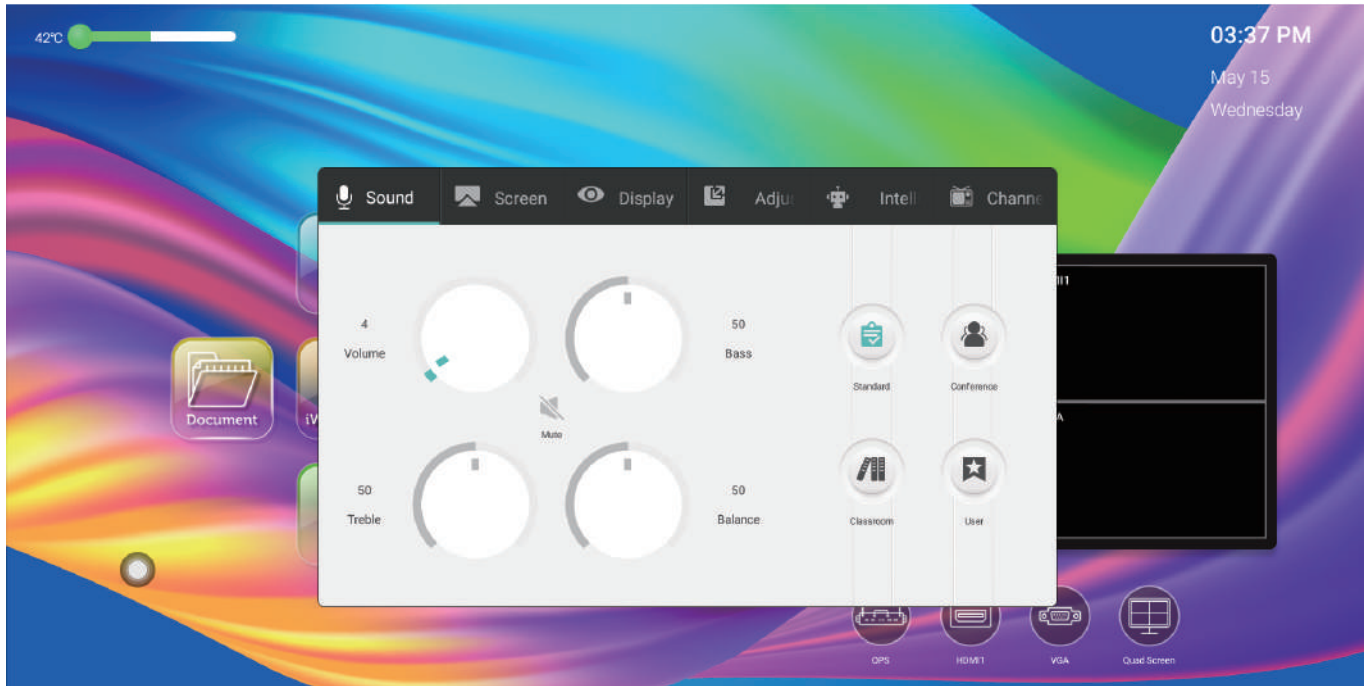 42℃
03:37 PM
May 15
Wednesday
Sound
Screen
Display
Adju
Intell
Channe
4
Volume
50
Bass
Mute
50
Treble
50
Balance
Standard
Conference
Classroom
User
Document
OPS
HDMI1
VGA
Quad Screen